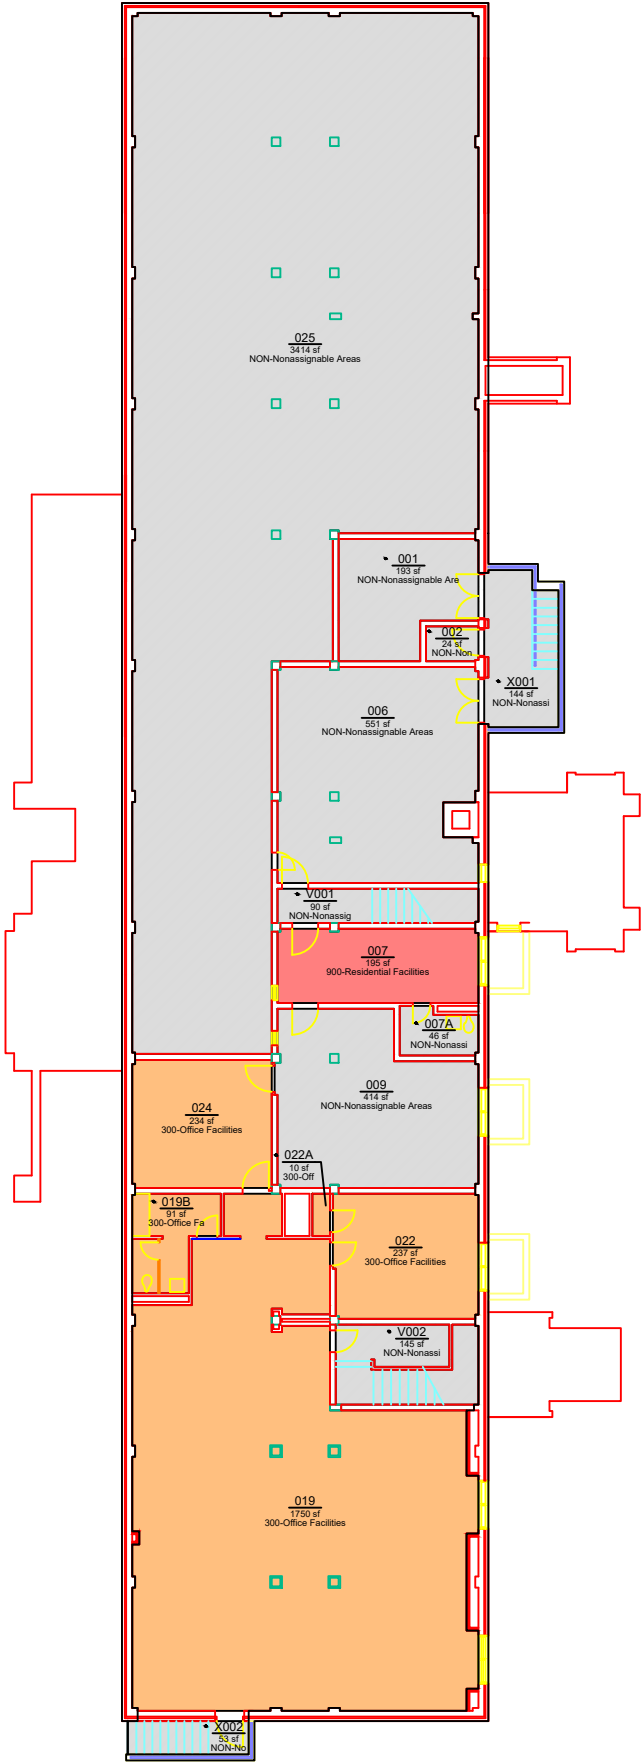 025
3414 sf
NON-Nonassignable Areas
001
193 sf
NON-Nonassignable Are
002
24 sf
NON-Non
X001
144 sf
NON-Nonassi
006
551 sf
NON-Nonassignable Areas
V001
90 sf
NON-Nonassig
007
195 sf
900-Residential Facilities
007A
46 sf
NON-Nonassi
009
414 sf
NON-Nonassignable Areas
024
234 sf
300-Office Facilities
022A
10 sf
300-Off
019B
91 sf
300-Office Fa
022
237 sf
300-Office Facilities
V002
145 sf
NON-Nonassi
019
1750 sf
300-Office Facilities
X002
53 sf
NON-No